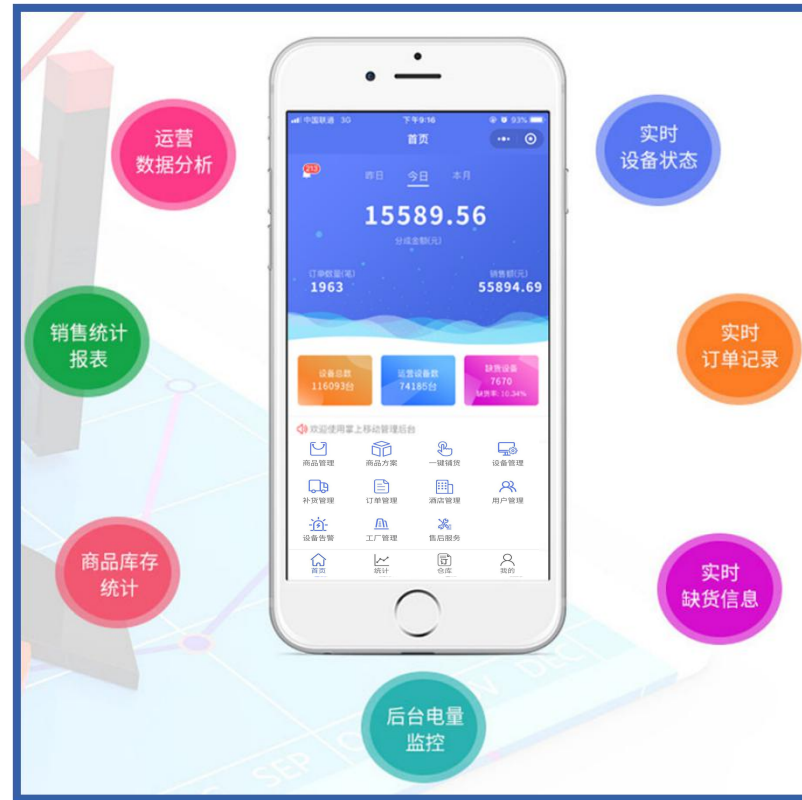 运营
数据分析
实时
设备状态
销售统计
报表
实时
订单记录
商品库存
统计
实时
缺货信息
后台电量
监控
中国联通 3G
下午9:16
93%
首页
213
昨日
今日
本月
15589.56
分成金额(元)
订单数量(笔)
1963
销售额(元)
55894.69
设备总数
116093台
运营设备数
74185台
缺货设备
7670
缺货率: 10.34%
欢迎使用掌上移动管理后台
商品管理
商品方案
一键铺货
设备管理
补货管理
订单管理
酒店管理
用户管理
设备告警
工厂管理
售后服务
首页
统计
仓库
我的
SEP
DEC